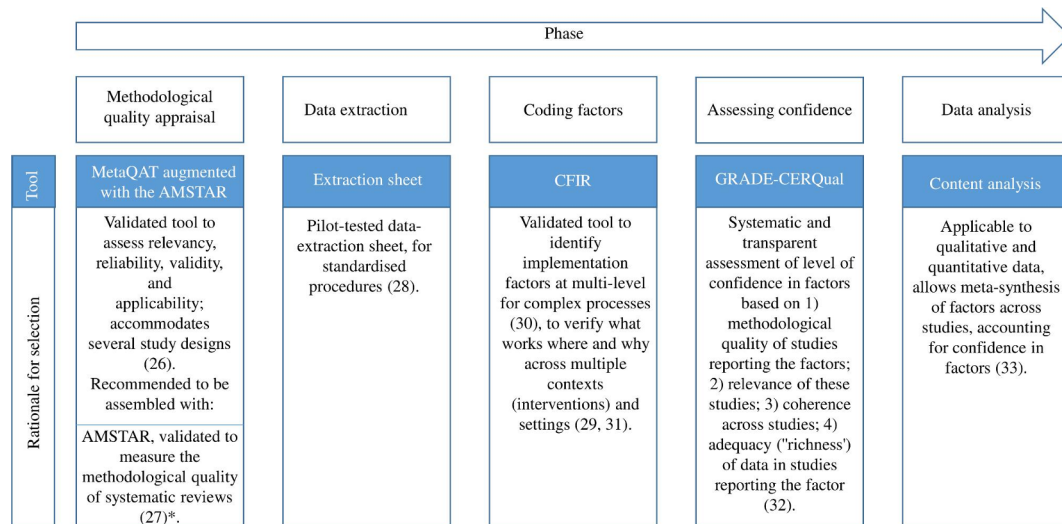 Phase
Methodological
quality appraisal
Data extraction
Coding factors
Assessing confidence
Data analysis
Tool
MetaQAT augmented
with the AMSTAR
Extraction sheet
CFIR
GRADE-CERQual
Content analysis
Rationale for selection
Validated tool to
assess relevancy,
reliability, validity,
and
applicability;
accommodates
several study designs
(26).
Recommended to be
assembled with:
AMSTAR, validated to
measure the
methodological quality
of systematic reviews
(27)*.
Pilot-tested data-
extraction sheet, for
standardised
procedures (28).
Validated tool to
identify
implementation
factors at multi-level
for complex processes
(30), to verify what
works where and why
across multiple
contexts
(interventions) and
settings (29, 31).
Systematic and
transparent
assessment of level of
confidence in factors
based on 1)
methodological
quality of studies
reporting the factors;
2) relevance of these
studies; 3) coherence
across studies; 4)
adequacy ("richness')
of data in studies
reporting the factor
(32).
Applicable to
qualitative and
quantitative data,
allows meta-synthesis
of factors across
studies, accounting
for confidence in
factors (33).